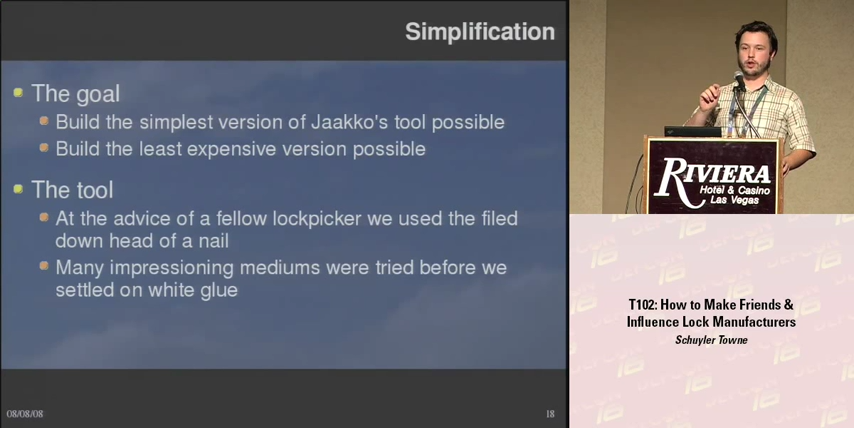 Simplification
The goal
Build the simplest version of Jaakko's tool possible
Build the least expensive version possible
The tool
At the advice of a fellow lockpicker we used the filed
down head of a nail
Many impressioning mediums were tried before we
settled on white glue
08/08/08
18
RIVIERA
Hotel & Casino
Las Vegas
T102: How to Make Friends &
Influence Lock Manufacturers
Schuyler Towne